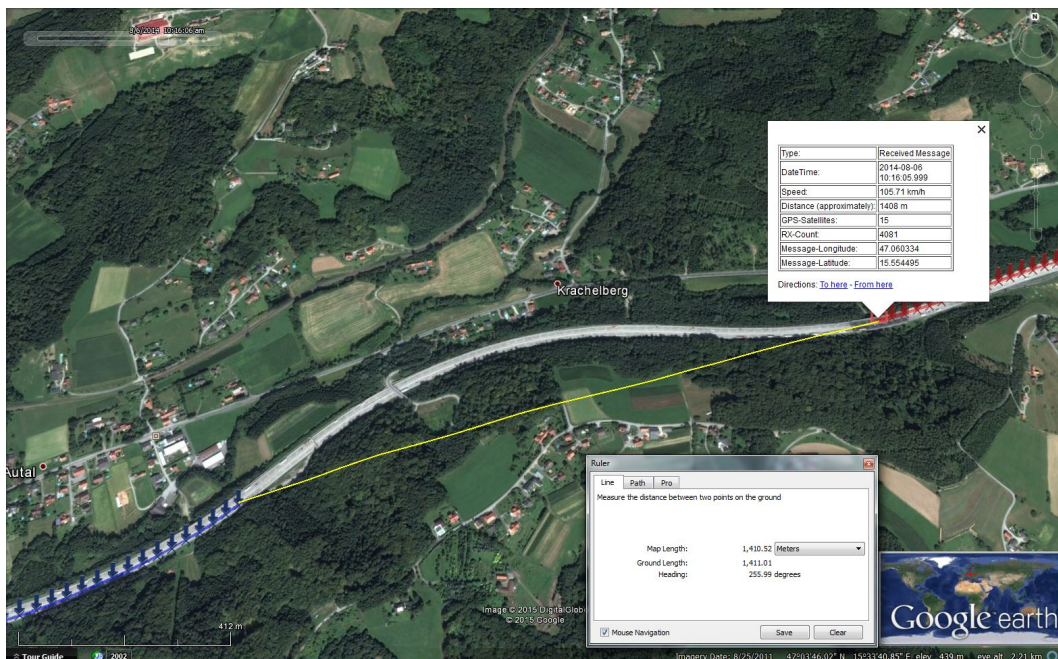 8/6/2014 10:16:06 am
N
Type: Received Message
DateTime: 2014-08-06
10:16:05.999
Speed: 105.71 km/h
Distance (approximately): 1408 m
GPS-Satellites: 15
RX-Count: 4081
Message-Longitude: 47.060334
Message-Latitude: 15.554495
Directions: To here - From here
Krachelberg
Autal
Ruler
Line Path Pro
Measure the distance between two points on the ground
Map Length: 1,410.52 Meters
Ground Length: 1,411.01
Heading: 255.99 degrees
Mouse Navigation Save Clear
Image © 2015 DigitalGlobe
© 2015 Google
412 m
Google earth
Tour Guide 2002
Imagery Date: 8/25/2011 47°03'46.02" N 15°33'40.85" E elev 439 m eye alt 2.21 km